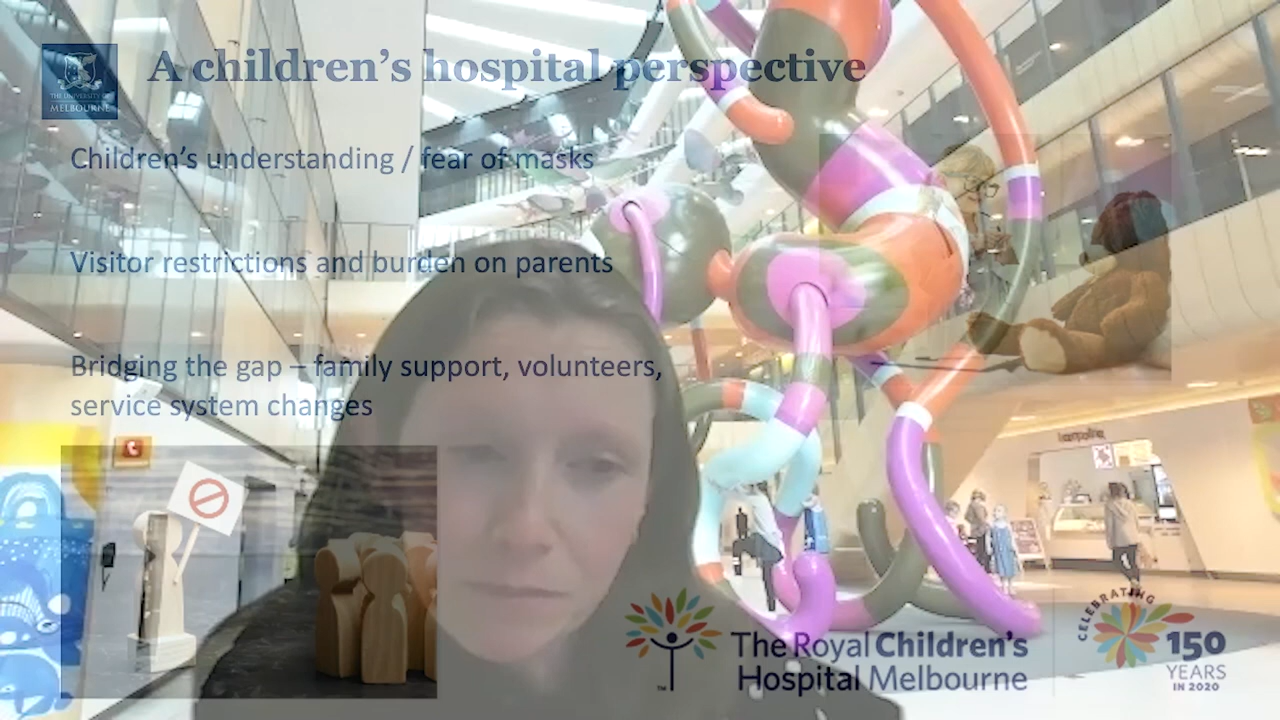 A children's hospital perspective
THE UNIVERSITY OF
MELBOURNE
Children's understanding / fear of masks
Visitor restrictions and burden on parents
Bridging the gap – family support, volunteers,
service system changes
The Royal Children's
Hospital Melbourne
TM
CELEBRATING
150
YEARS
IN 2020